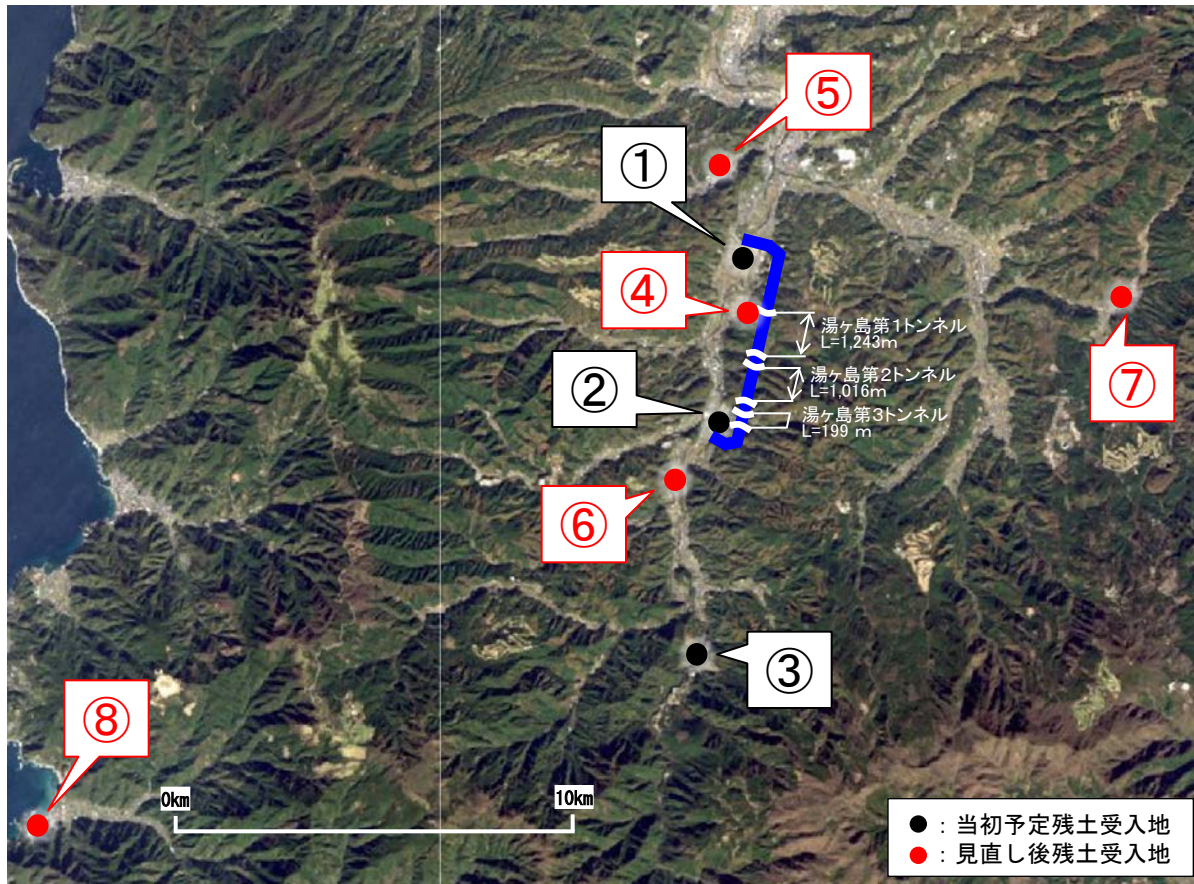 ⑤
①
④
湯ヶ島第1トンネル
L=1,243m
⑦
②
湯ヶ島第2トンネル
L=1,016m
湯ヶ島第3トンネル
L=199 m
⑥
③
⑧
0km
10km
● : 当初予定残土受入地
● : 見直し後残土受入地